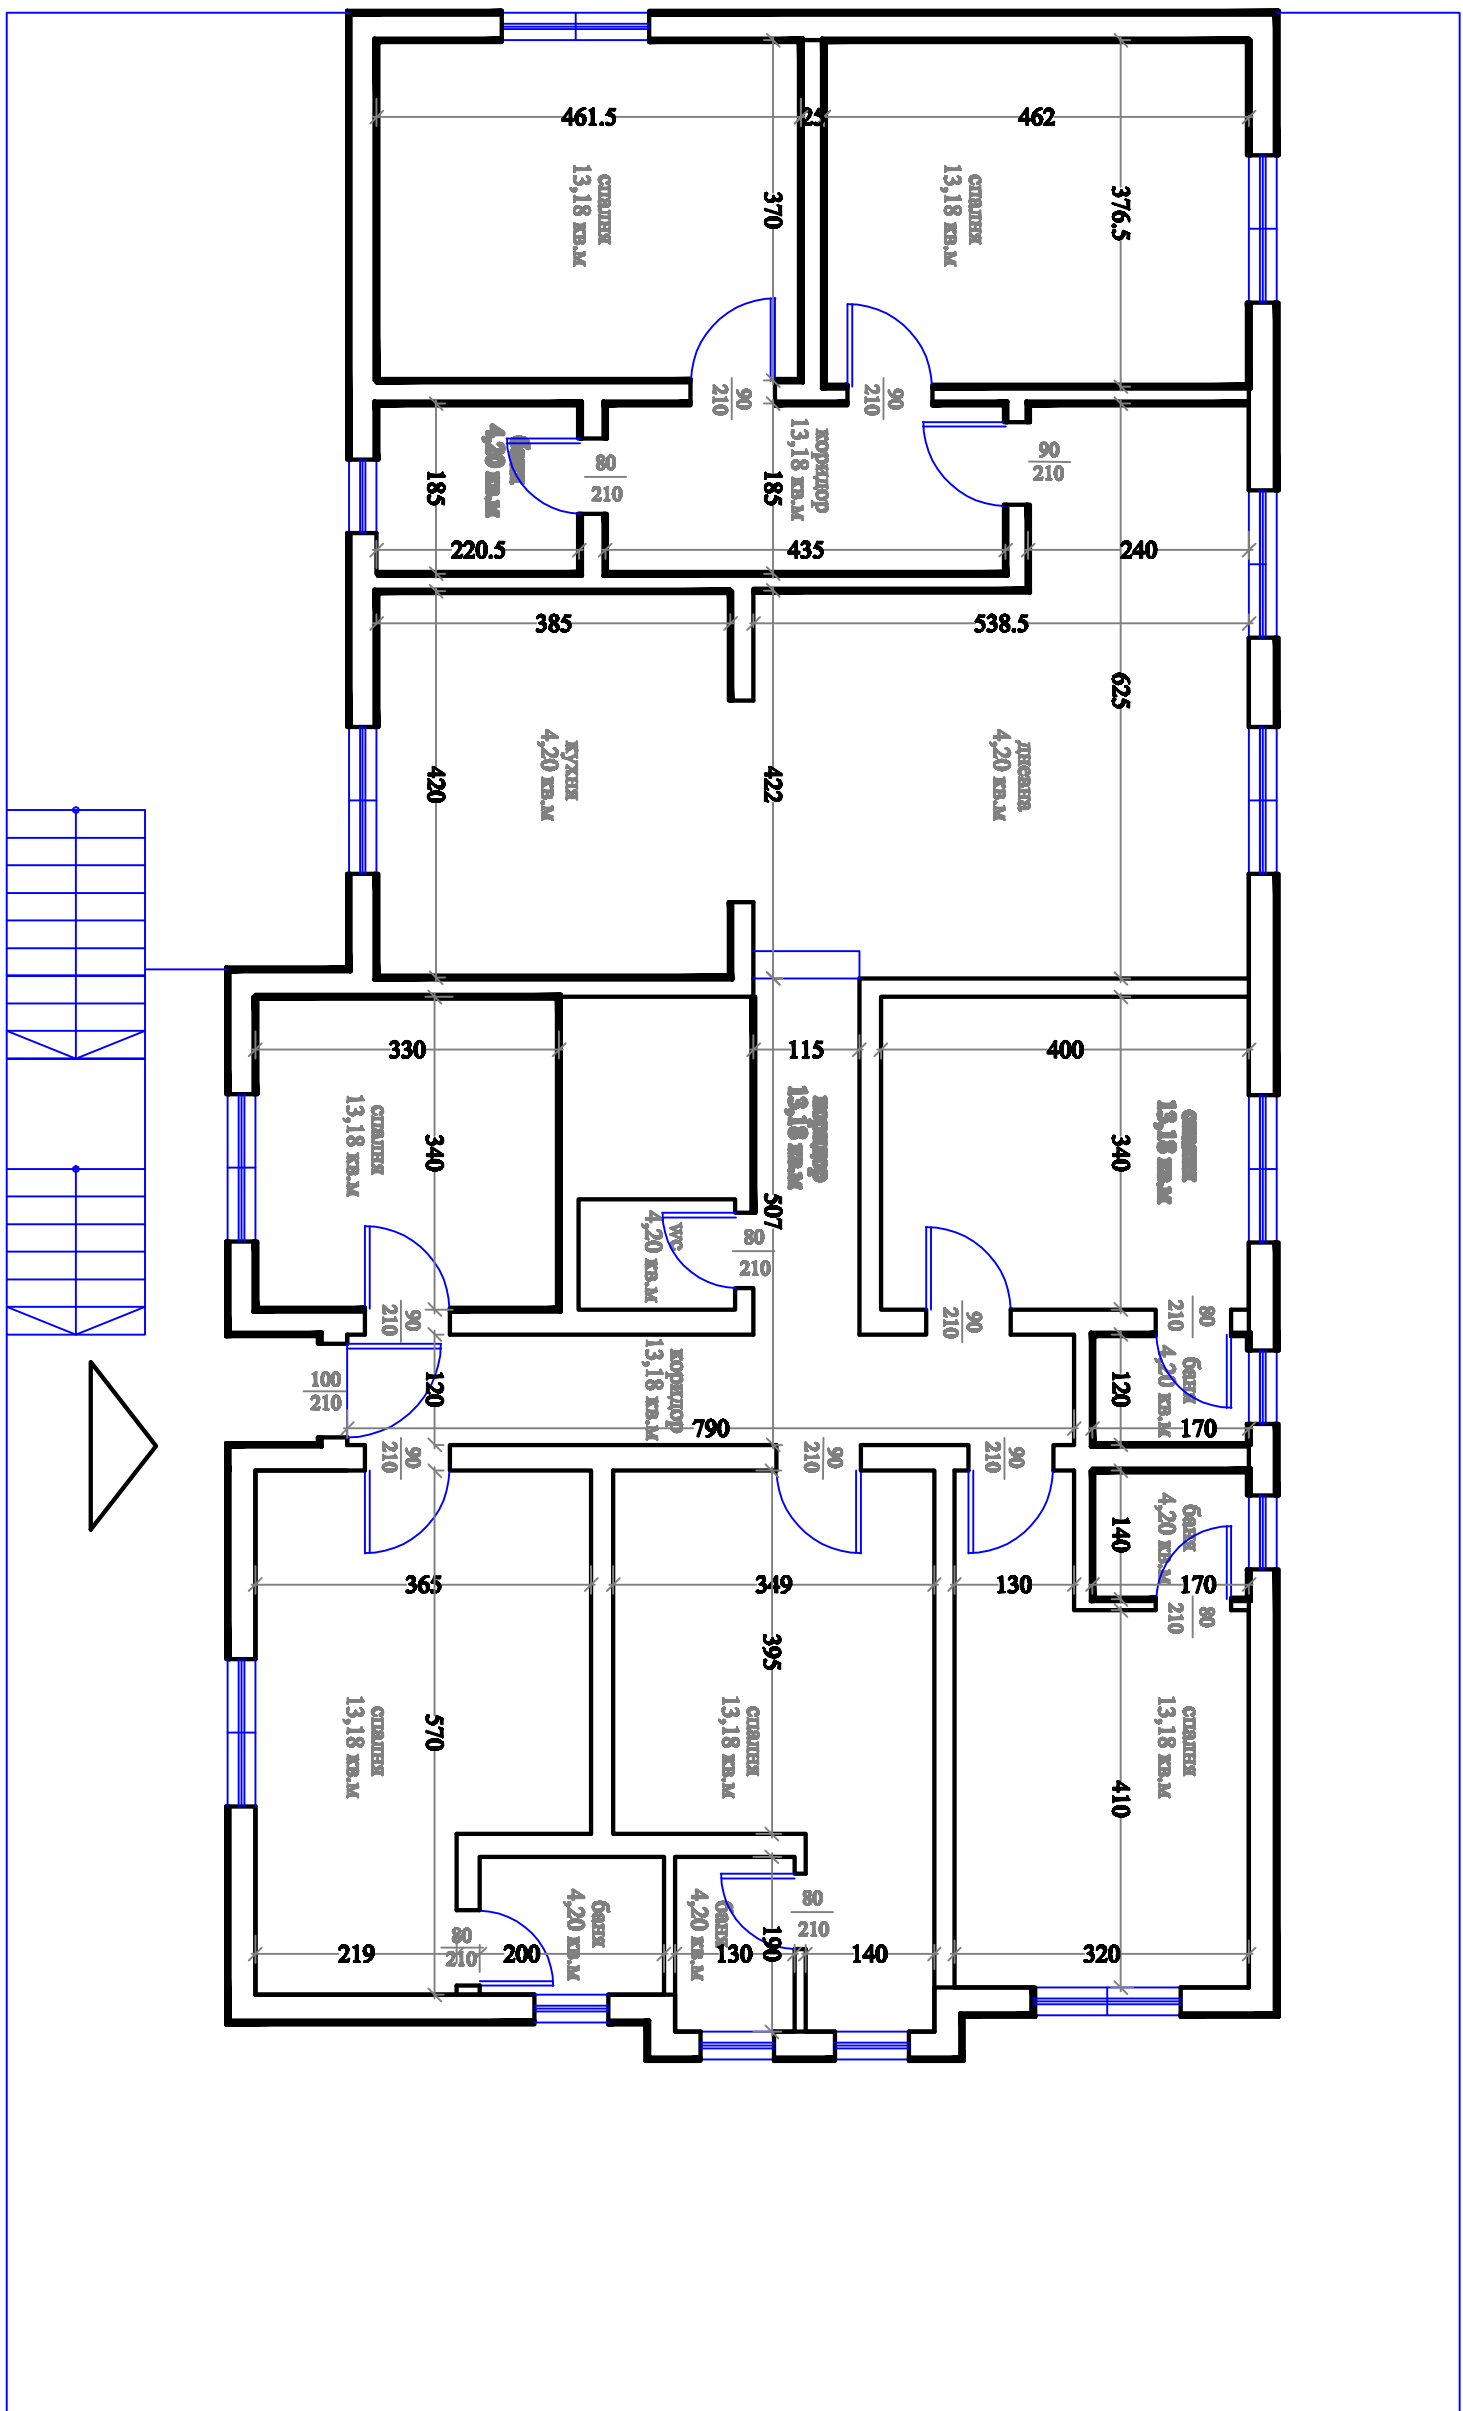 461.5
25
462
370
376.5
спалня
13,18 кв.м
спалня
13,18 кв.м
90
210
90
210
90
210
80
210
баня
4,20 кв.м
коридор
13,18 кв.м
185
185
220.5
435
240
385
538.5
625
кухня
4,20 кв.м
дневна
4,20 кв.м
420
422
330
115
400
спалня
13,18 кв.м
коридор
13,18 кв.м
спалня
13,18 кв.м
340
340
507
wc
4,20 кв.м
80
210
90
210
90
210
80
210
100
210
120
коридор
13,18 кв.м
790
120
баня
4,20 кв.м
170
90
210
90
210
90
210
140
баня
4,20 кв.м
170
80
210
365
349
130
395
570
410
спалня
13,18 кв.м
спалня
13,18 кв.м
спалня
13,18 кв.м
80
210
80
210
баня
4,20 кв.м
баня
4,20 кв.м
190
219
200
130
140
320